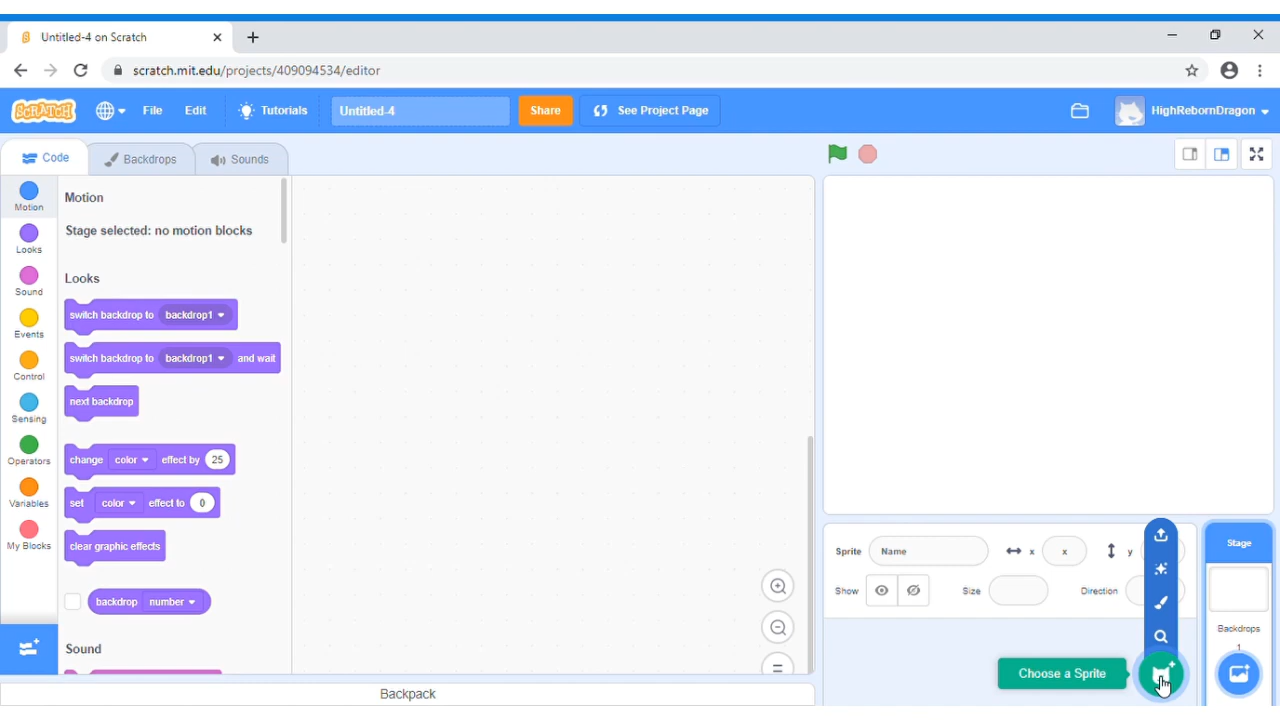 Untitled-4 on Scratch
scratch.mit.edu/projects/409094534/editor
SCRATCH
File
Edit
Tutorials
Untitled-4
Share
See Project Page
HighRebornDragon
Code
Backdrops
Sounds
Motion
Looks
Sound
Events
Control
Sensing
Operators
Variables
My Blocks
Motion
Stage selected: no motion blocks
Looks
switch backdrop to backdrop1
switch backdrop to backdrop1 and wait
next backdrop
change color effect by 25
set color effect to 0
clear graphic effects
backdrop number
Sound
Backpack
Sprite Name x x y
Show Size Direction
Choose a Sprite
Stage
Backdrops
1